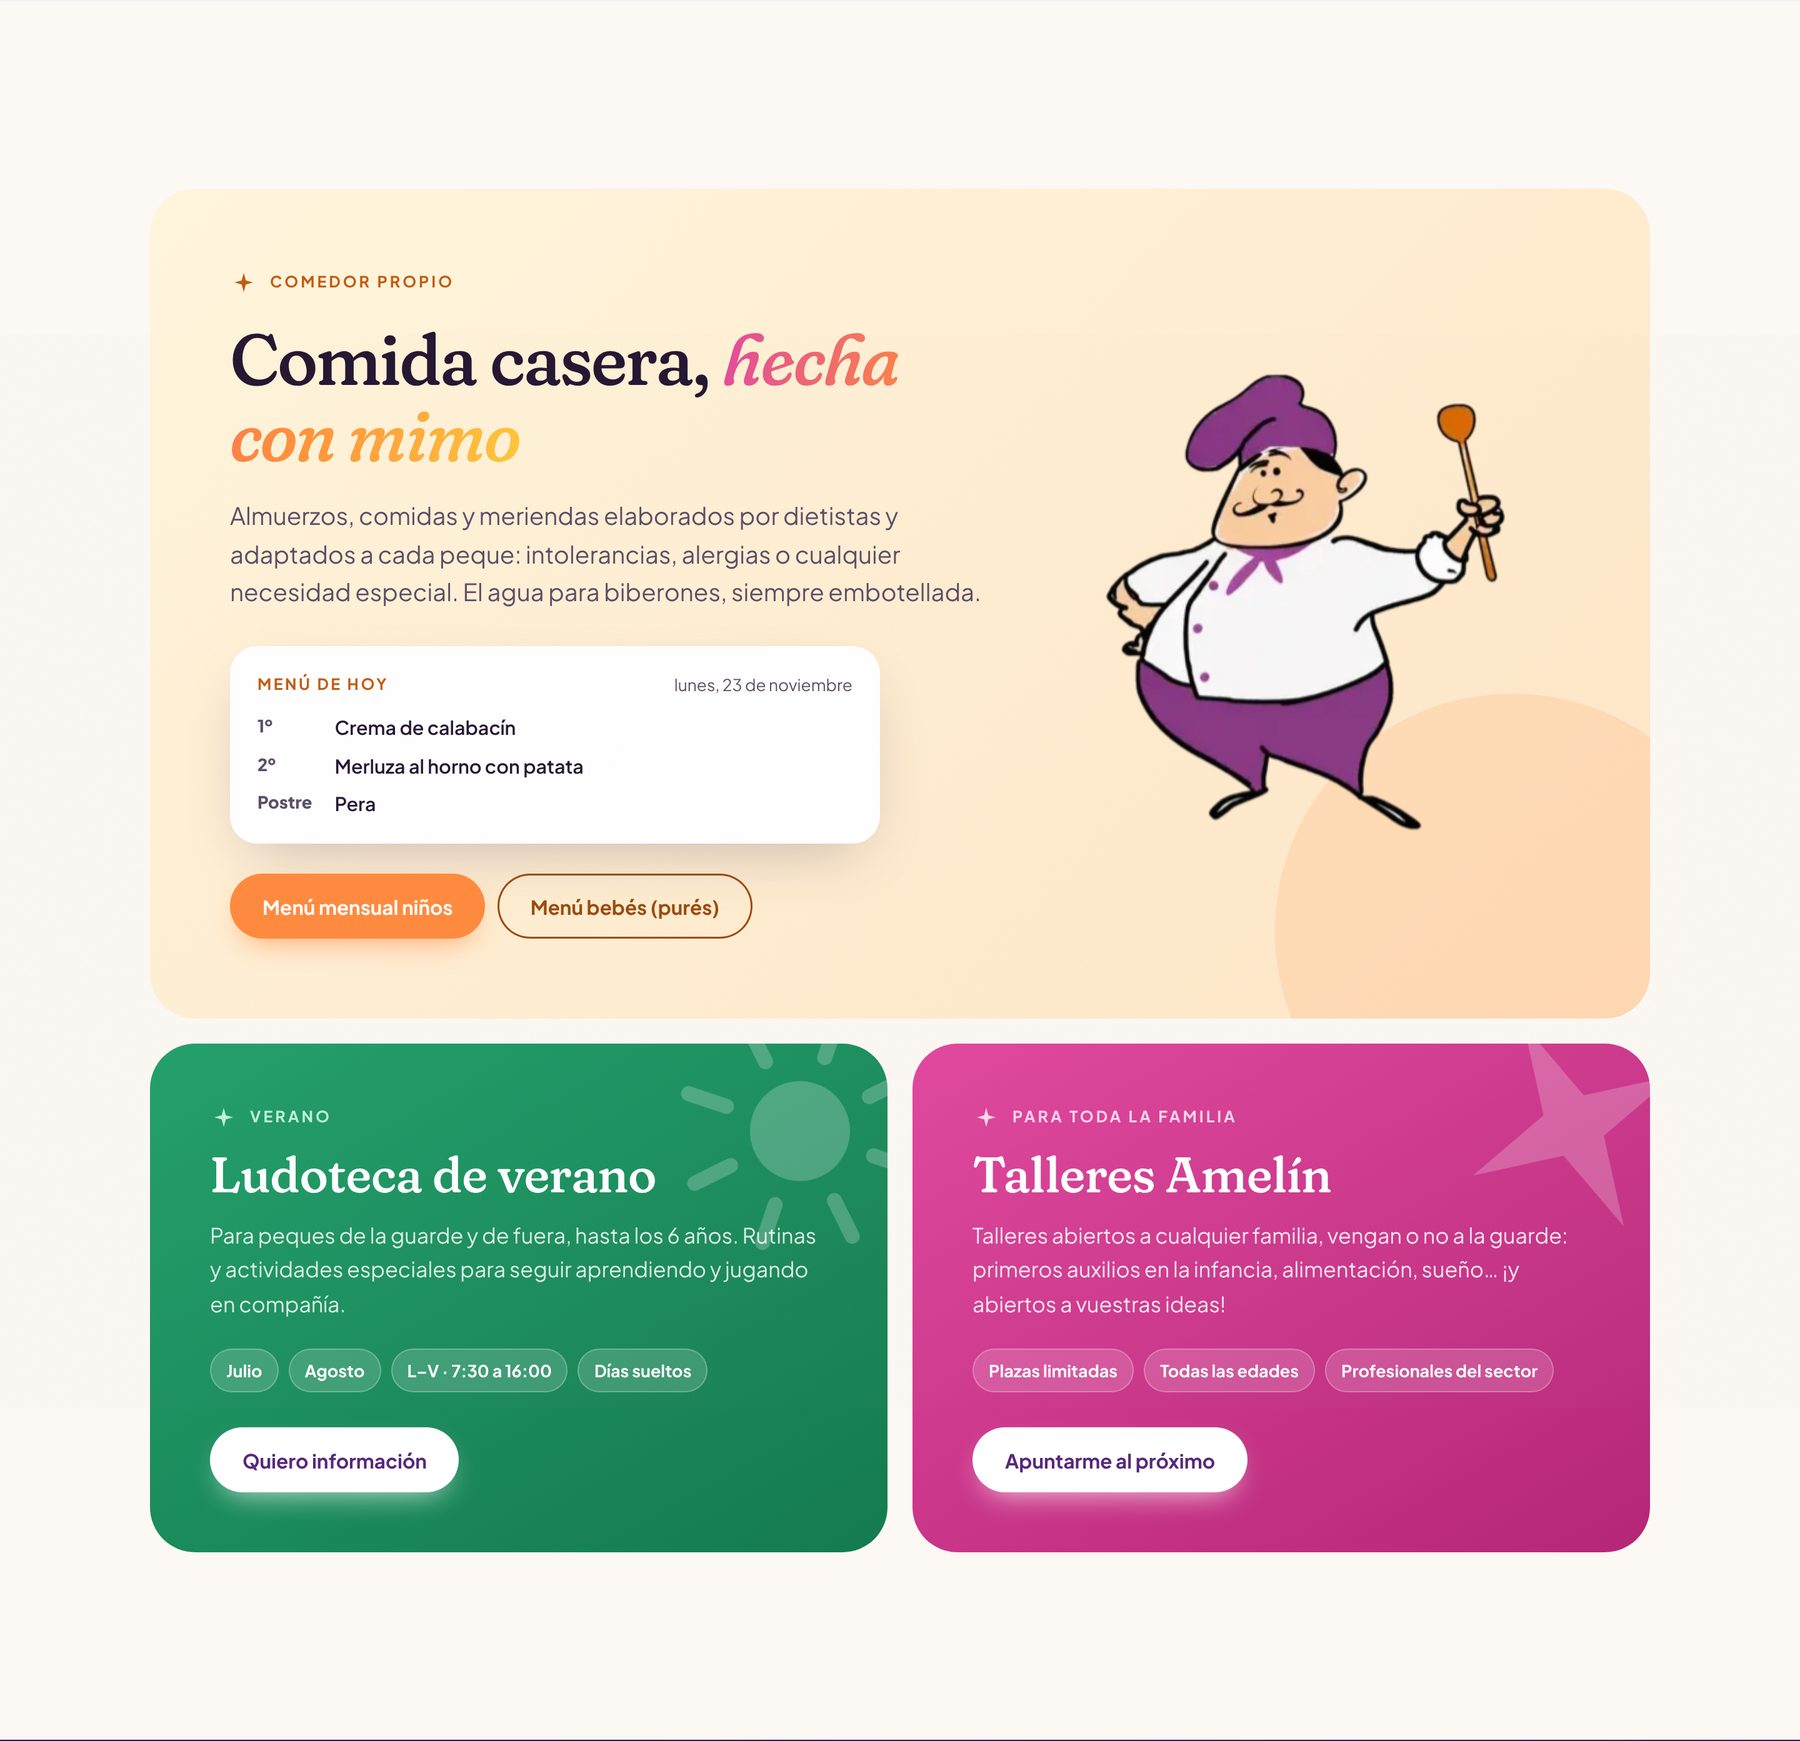 COMEDOR PROPIO
Comida casera, hecha
con mimo
Almuerzos, comidas y meriendas elaborados por dietistas y
adaptados a cada peque: intolerancias, alergias o cualquier
necesidad especial. El agua para biberones, siempre embotellada.
MENÚ DE HOY lunes, 23 de noviembre
1º Crema de calabacín
2º Merluza al horno con patata
Postre Pera
Menú mensual niños Menú bebés (purés)
VERANO
Ludoteca de verano
Para peques de la guarde y de fuera, hasta los 6 años. Rutinas
y actividades especiales para seguir aprendiendo y jugando
en compañía.
Julio Agosto L–V · 7:30 a 16:00 Días sueltos
Quiero información
PARA TODA LA FAMILIA
Talleres Amelín
Talleres abiertos a cualquier familia, vengan o no a la guarde:
primeros auxilios en la infancia, alimentación, sueño… ¡y
abiertos a vuestras ideas!
Plazas limitadas Todas las edades Profesionales del sector
Apuntarme al próximo